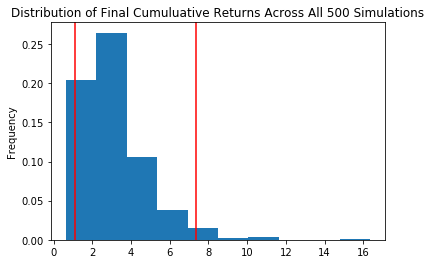 Distribution of Final Cumuluative Returns Across All 500 Simulations
Frequency
0.25
0.20
0.15
0.10
0.05
0.00
0 2 4 6 8 10 12 14 16